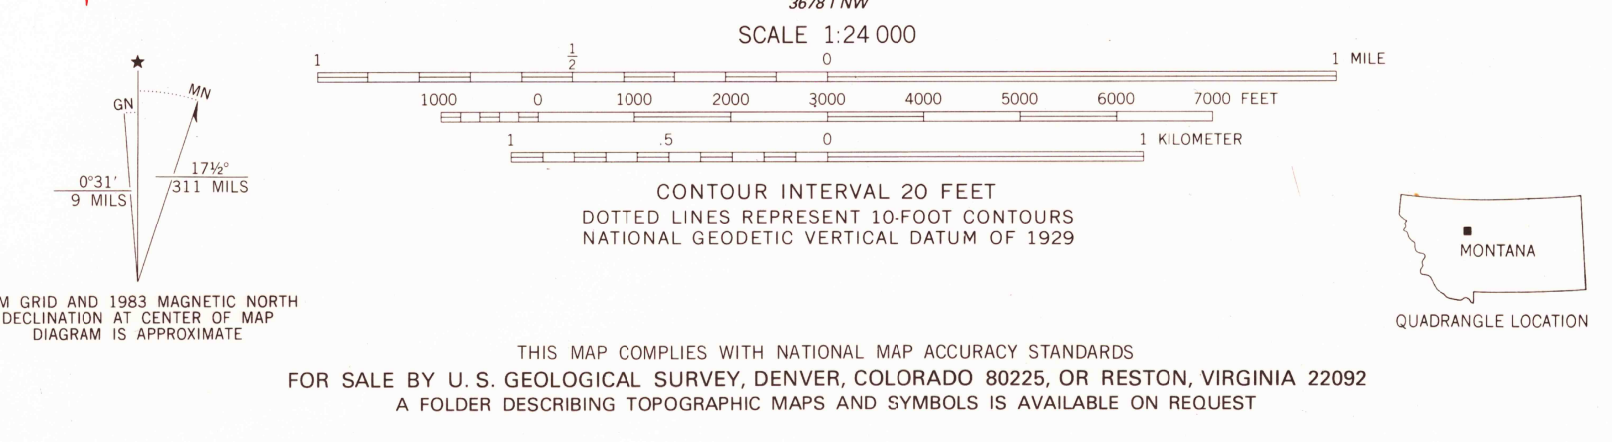 3678 I NW
SCALE 1:24 000
1 ½ 0 1 MILE
1000 0 1000 2000 3000 4000 5000 6000 7000 FEET
1 .5 0 1 KILOMETER
CONTOUR INTERVAL 20 FEET
DOTTED LINES REPRESENT 10-FOOT CONTOURS
NATIONAL GEODETIC VERTICAL DATUM OF 1929
★
GN
MN
0°31′
9 MILS
17½°
311 MILS
M GRID AND 1983 MAGNETIC NORTH
DECLINATION AT CENTER OF MAP
DIAGRAM IS APPROXIMATE
MONTANA
QUADRANGLE LOCATION
THIS MAP COMPLIES WITH NATIONAL MAP ACCURACY STANDARDS
FOR SALE BY U. S. GEOLOGICAL SURVEY, DENVER, COLORADO 80225, OR RESTON, VIRGINIA 22092
A FOLDER DESCRIBING TOPOGRAPHIC MAPS AND SYMBOLS IS AVAILABLE ON REQUEST